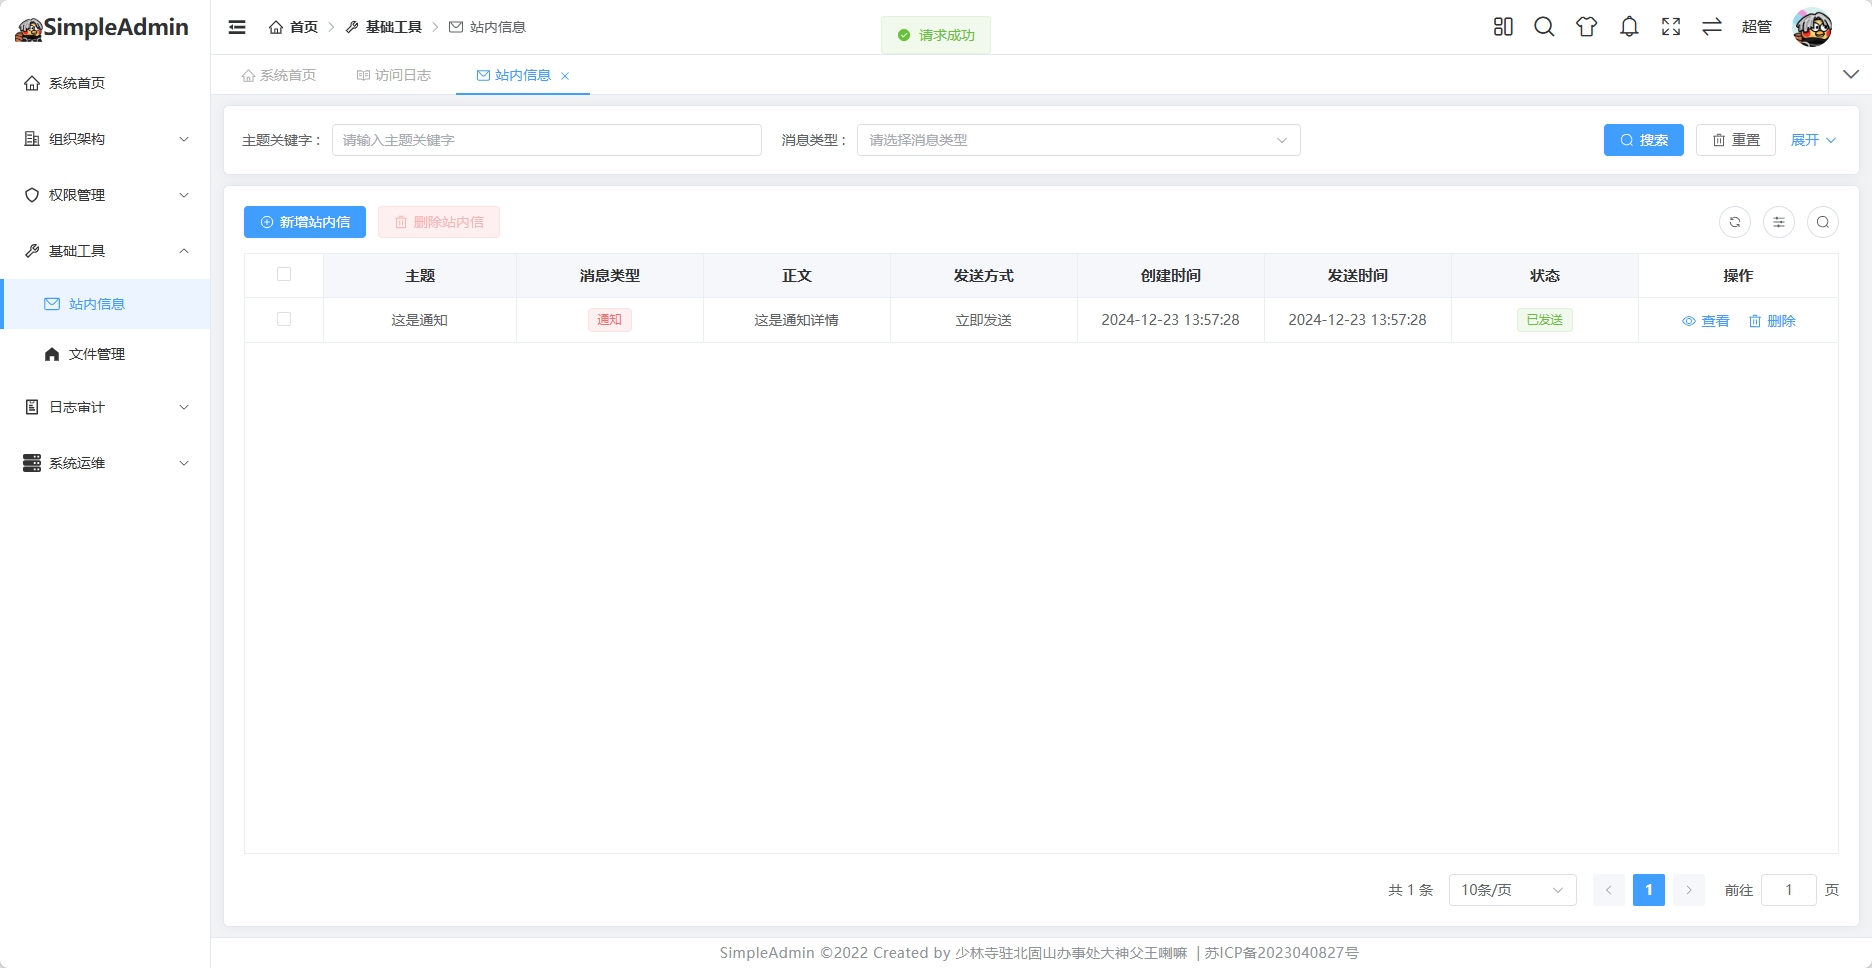 SimpleAdmin
首页
基础工具
站内信息
请求成功
超管
系统首页
访问日志
站内信息
系统首页
组织架构
权限管理
基础工具
站内信息
文件管理
日志审计
系统运维
主题关键字：
请输入主题关键字
消息类型：
请选择消息类型
搜索
重置
展开
新增站内信
删除站内信
主题 消息类型 正文 发送方式 创建时间 发送时间 状态 操作
这是通知 通知 这是通知详情 立即发送 2024-12-23 13:57:28 2024-12-23 13:57:28 已发送 查看 删除
共 1 条 10条/页 1 前往 1 页
SimpleAdmin ©2022 Created by 少林寺驻北固山办事处大神父王喇嘛 | 苏ICP备2023040827号